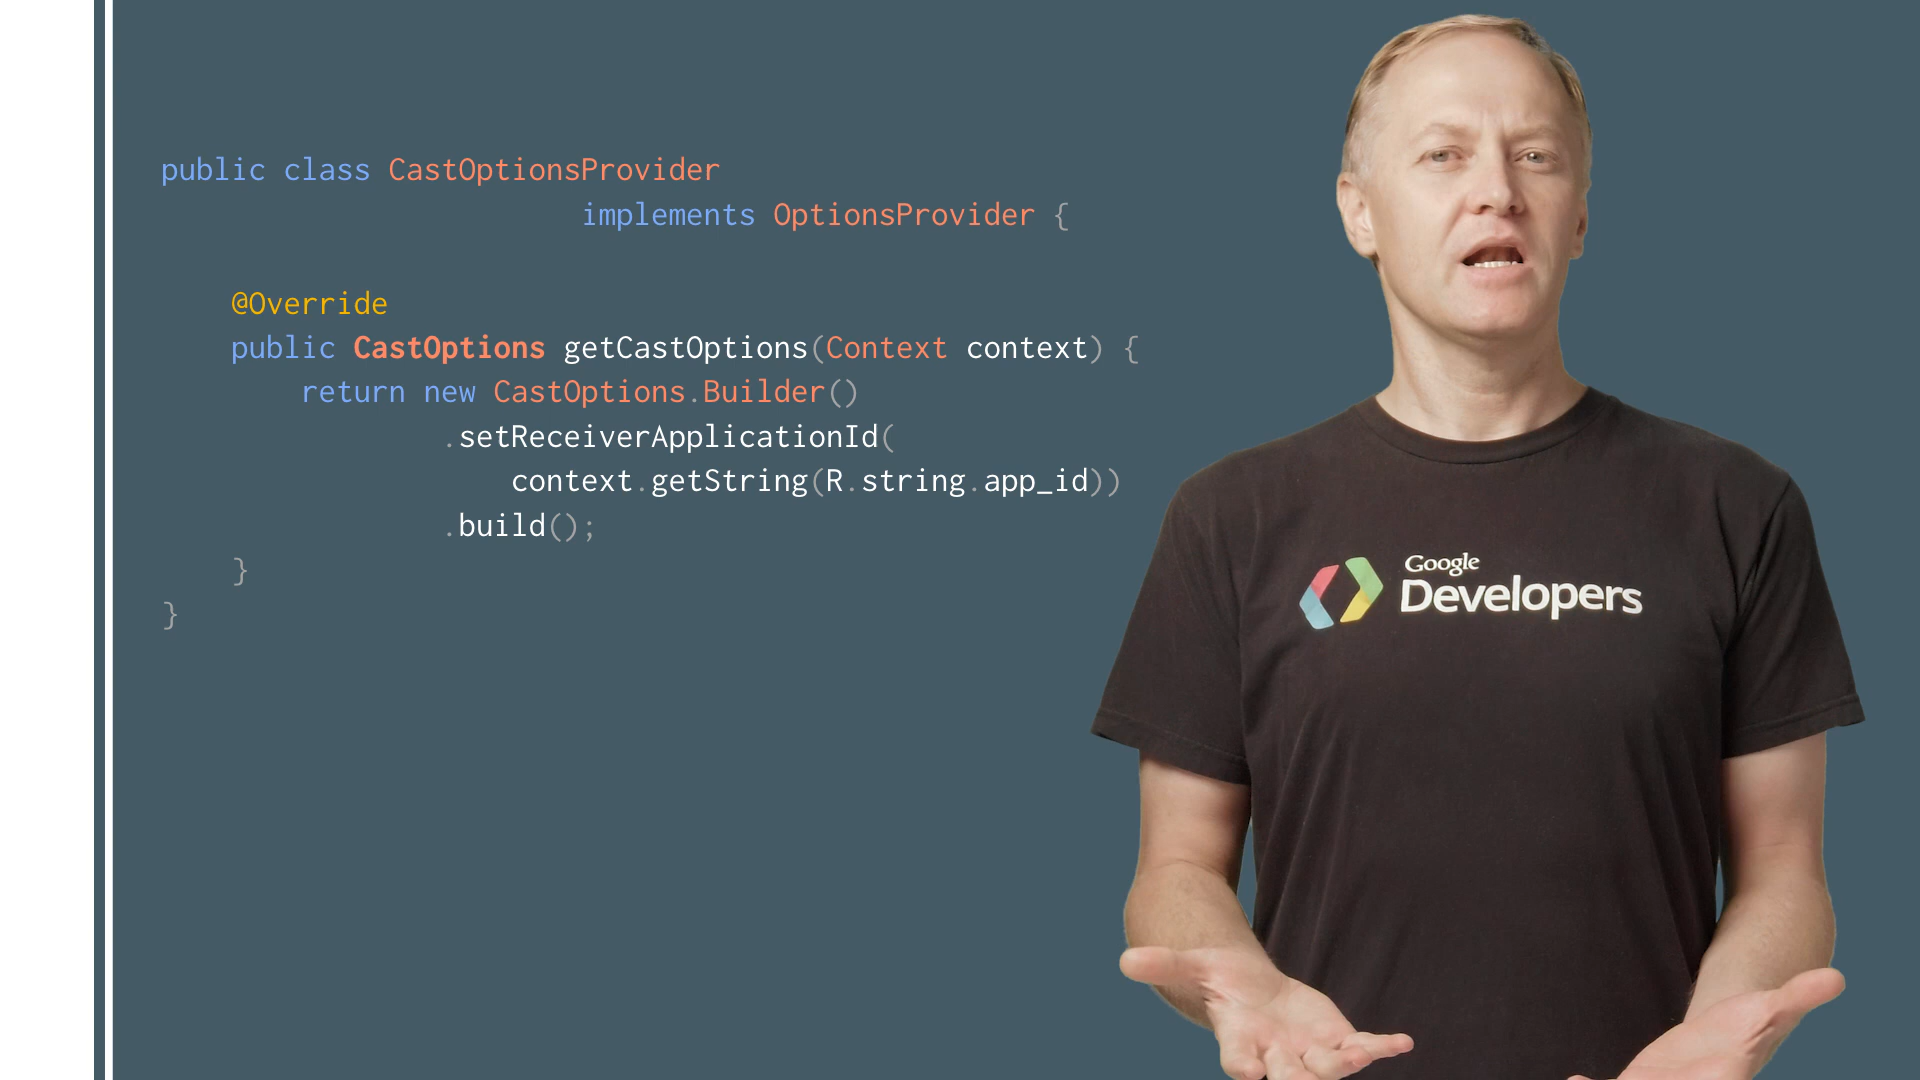 public class CastOptionsProvider
implements OptionsProvider {
@Override
public CastOptions getCastOptions(Context context) {
return new CastOptions.Builder()
.setReceiverApplicationId(
context.getString(R.string.app_id))
.build();
}
}
Google
Developers